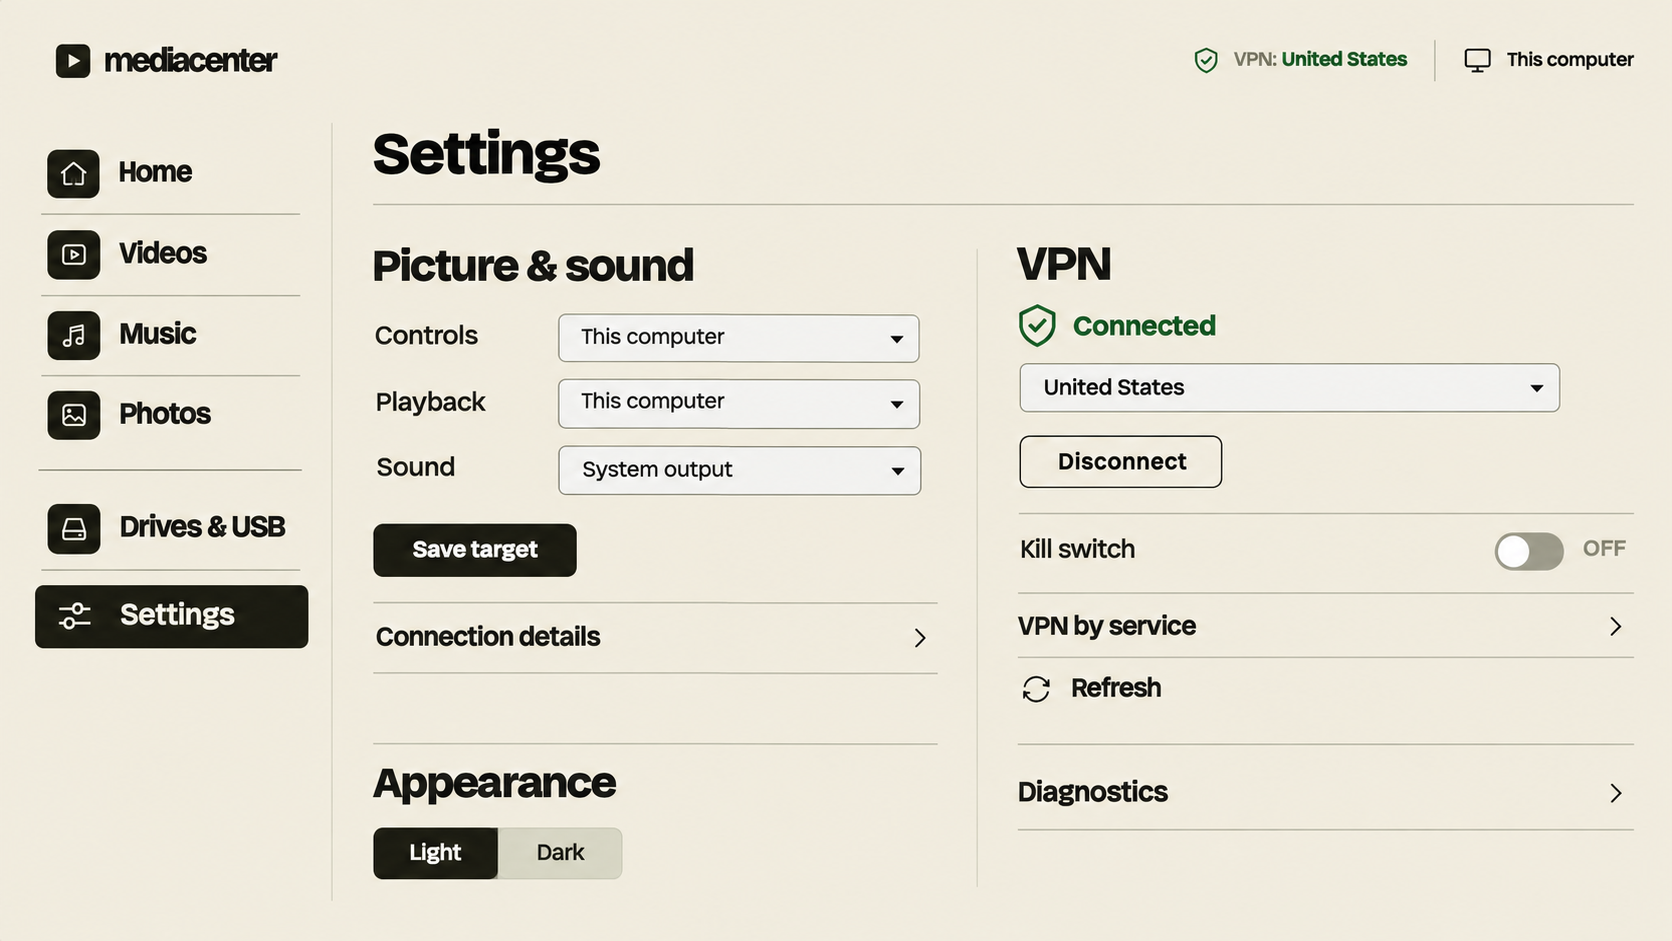 mediacenter
VPN: United States
This computer
Home
Videos
Music
Photos
Drives & USB
Settings
Settings
Picture & sound
Controls
This computer
Playback
This computer
Sound
System output
Save target
Connection details
Appearance
Light
Dark
VPN
Connected
United States
Disconnect
Kill switch
OFF
VPN by service
Refresh
Diagnostics